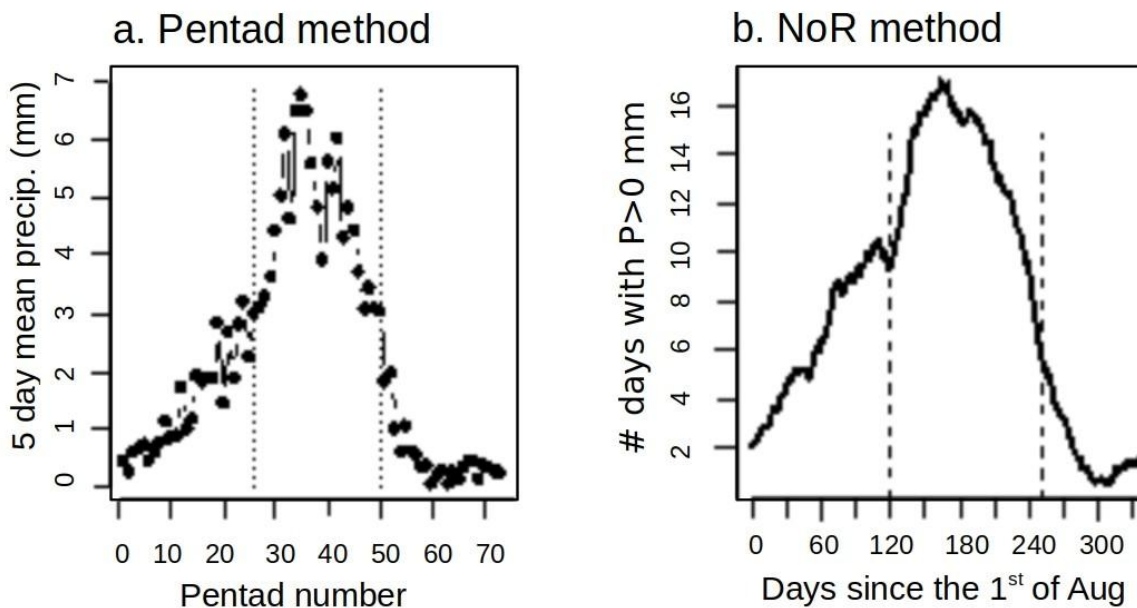 a. Pentad method
5 day mean precip. (mm)
7
6
5
4
3
2
1
0
0 10 20 30 40 50 60 70
Pentad number
b. NoR method
# days with P>0 mm
16
14
12
10
8
6
4
2
0 60 120 180 240 300
Days since the 1st of Aug